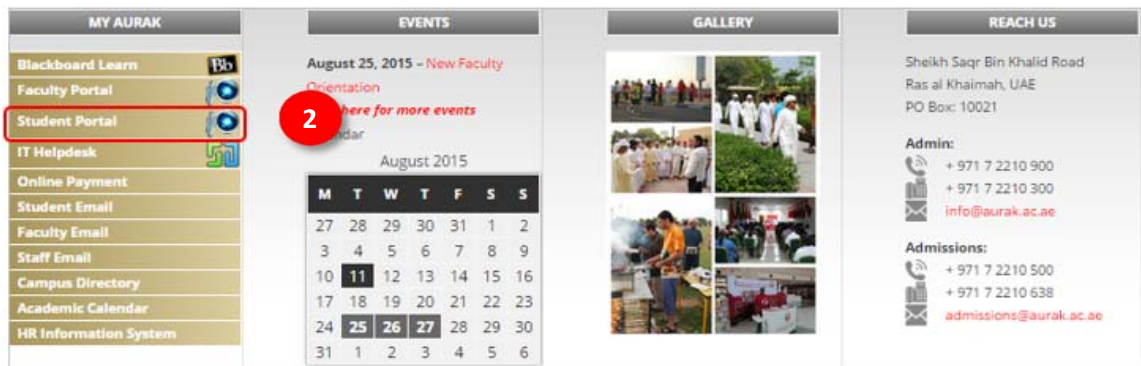 MY AURAK
Blackboard Learn Bb
Faculty Portal
Student Portal
IT Helpdesk
Online Payment
Student Email
Faculty Email
Staff Email
Campus Directory
Academic Calendar
HR Information System
EVENTS
August 25, 2015 – New Faculty
Orientation
here for more events
2
August 2015
M T W T F S S
27 28 29 30 31 1 2
3 4 5 6 7 8 9
10 11 12 13 14 15 16
17 18 19 20 21 22 23
24 25 26 27 28 29 30
31 1 2 3 4 5 6
GALLERY
REACH US
Sheikh Saqr Bin Khalid Road
Ras al Khaimah, UAE
PO Box: 10021
Admin:
+ 971 7 2210 900
+ 971 7 2210 300
info@aurak.ac.ae
Admissions:
+ 971 7 2210 500
+ 971 7 2210 638
admissions@aurak.ac.ae